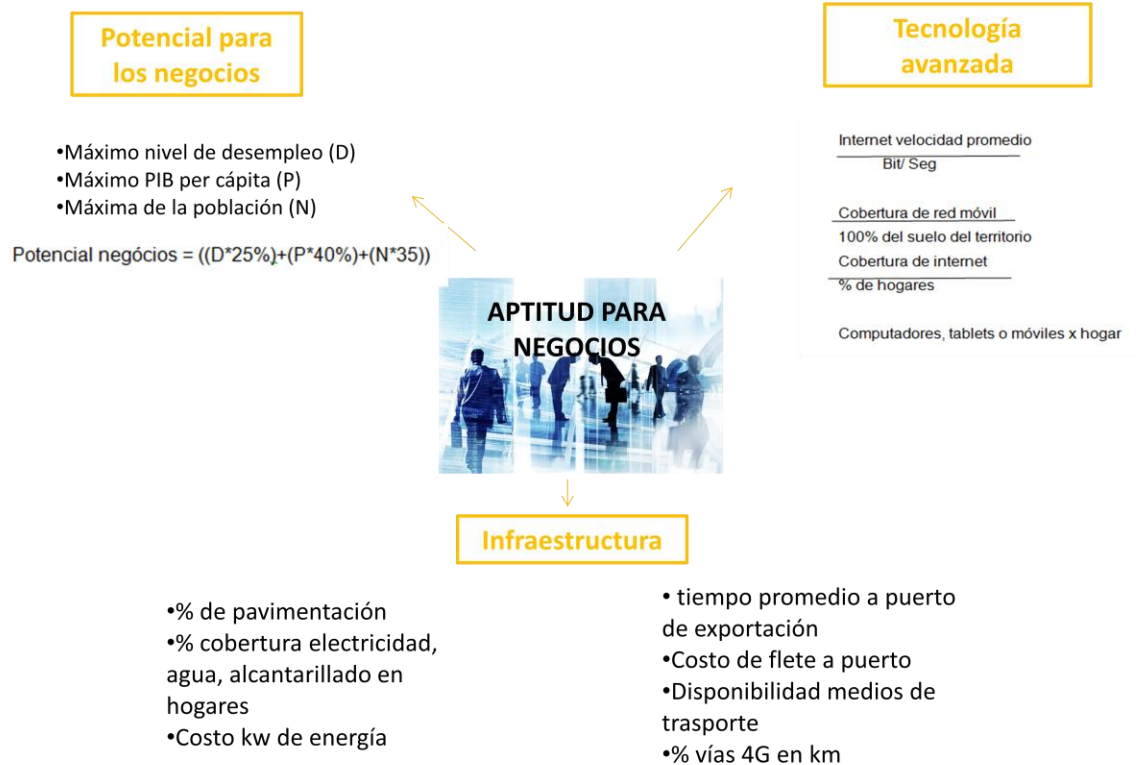 Potencial para
los negocios
•Máximo nivel de desempleo (D)
•Máximo PIB per cápita (P)
•Máxima de la población (N)
Potencial negócios = ((D*25%)+(P*40%)+(N*35))
Tecnología
avanzada
Internet velocidad promedio
Bit/ Seg
Cobertura de red móvil
100% del suelo del territorio
Cobertura de internet
% de hogares
Computadores, tablets o móviles x hogar
APTITUD PARA
NEGOCIOS
Infraestructura
•% de pavimentación
•% cobertura electricidad,
agua, alcantarillado en
hogares
•Costo kw de energía
• tiempo promedio a puerto
de exportación
•Costo de flete a puerto
•Disponibilidad medios de
trasporte
•% vías 4G en km